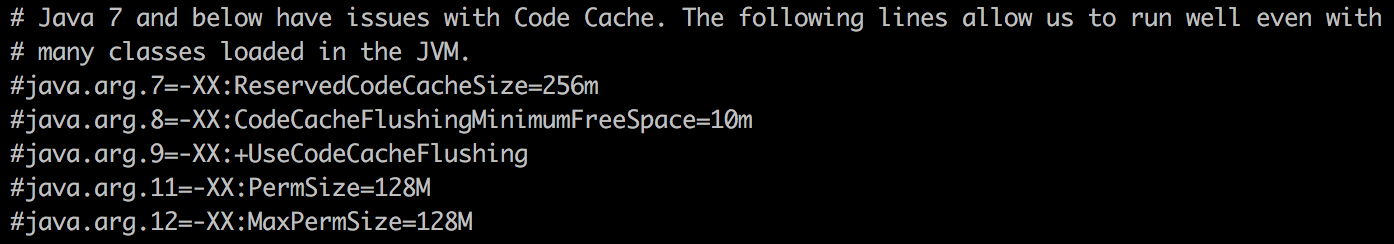 # Java 7 and below have issues with Code Cache. The following lines allow us to run well even with
# many classes loaded in the JVM.
#java.arg.7=-XX:ReservedCodeCacheSize=256m
#java.arg.8=-XX:CodeCacheFlushingMinimumFreeSpace=10m
#java.arg.9=-XX:+UseCodeCacheFlushing
#java.arg.11=-XX:PermSize=128M
#java.arg.12=-XX:MaxPermSize=128M